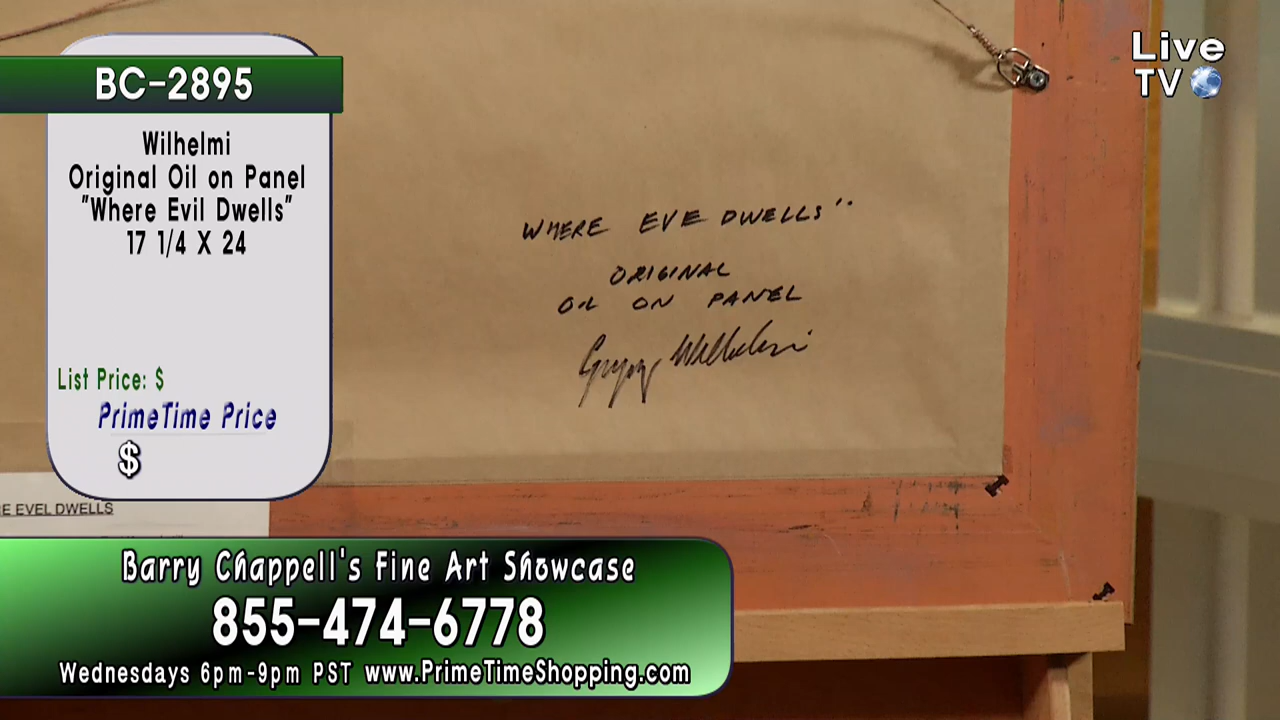 BC-2895
Wilhelmi
Original Oil on Panel
"Where Evil Dwells"
17 1/4 X 24
List Price: $
PrimeTime Price
$
Live
TV
WHERE EVE DWELLS"
ORIGINAL
OIL ON PANEL
Gregory Wilhelmi
EVEL DWELLS
Barry Chappell's Fine Art Showcase
855-474-6778
Wednesdays 6pm-9pm PST www.PrimeTimeShopping.com